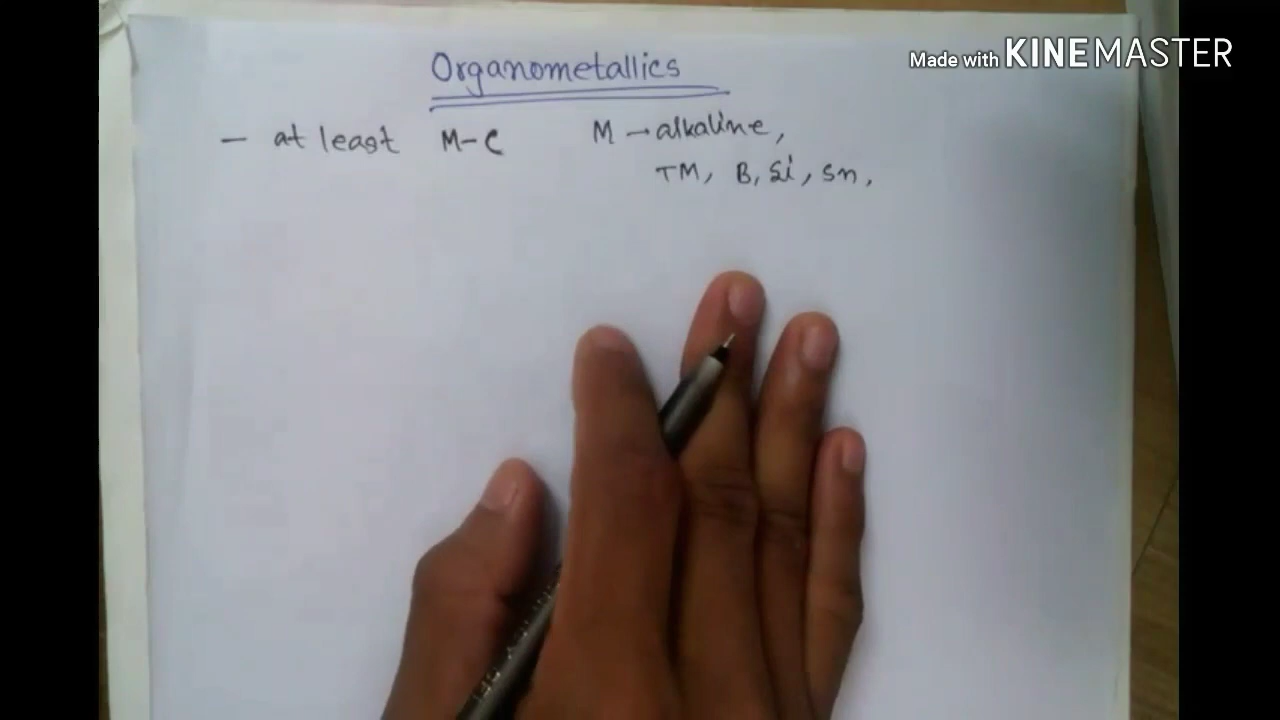 Made with KINEMASTER
Organometallics
- at least M-C M → alkaline,
TM, B, Si, Sn,